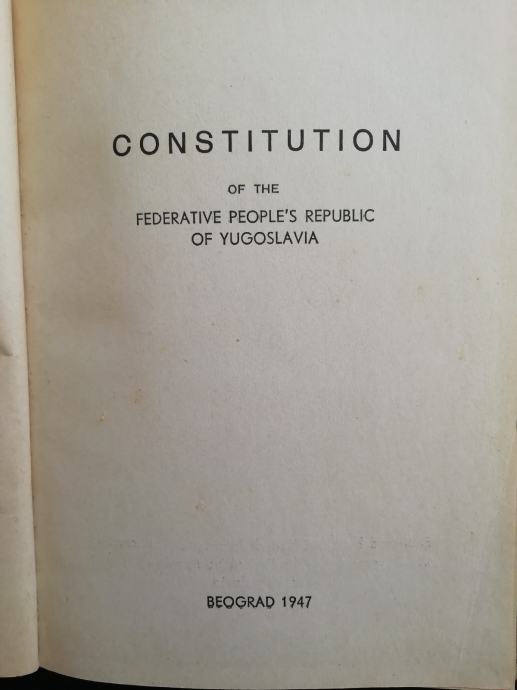 CONSTITUTION
OF THE
FEDERATIVE PEOPLE'S REPUBLIC
OF YUGOSLAVIA
BEOGRAD 1947